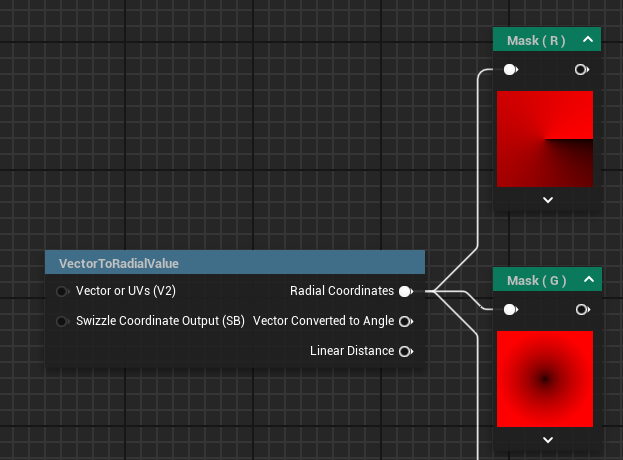 Mask ( R )
VectorToRadialValue
Vector or UVs (V2) Radial Coordinates
Swizzle Coordinate Output (SB) Vector Converted to Angle
Linear Distance
Mask ( G )